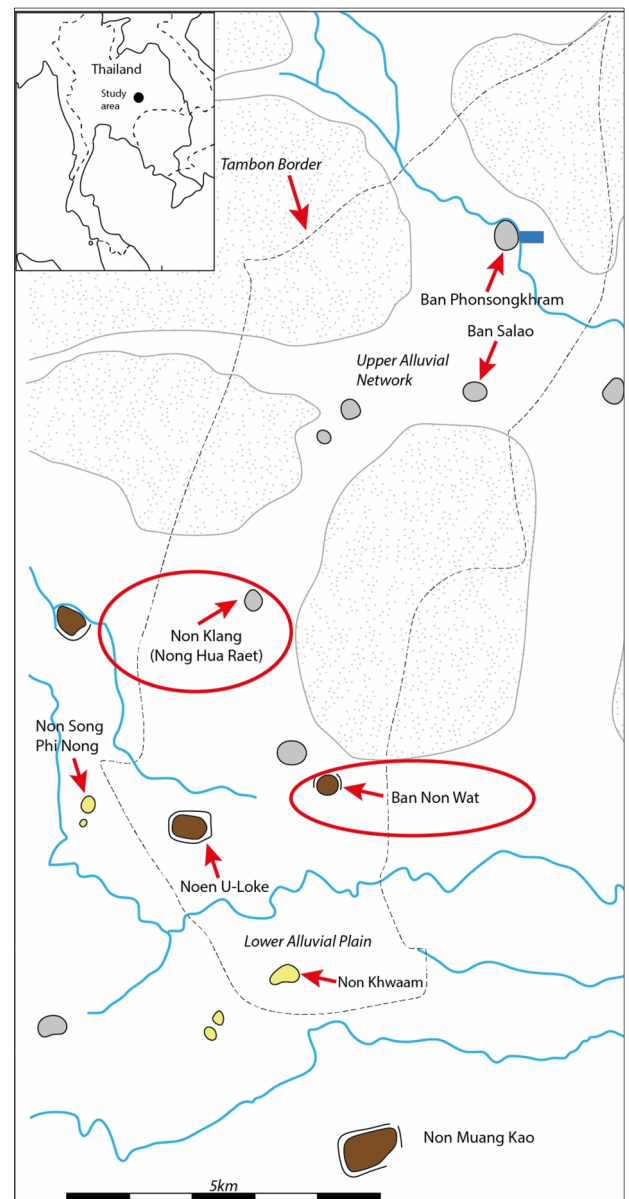 Thailand
Study
area
Tambon Border
Ban Phonsongkhram
Ban Salao
Upper Alluvial
Network
Non Klang
(Nong Hua Raet)
Non Song
Phi Nong
Ban Non Wat
Noen U-Loke
Lower Alluvial Plain
Non Khwaam
Non Muang Kao
5km